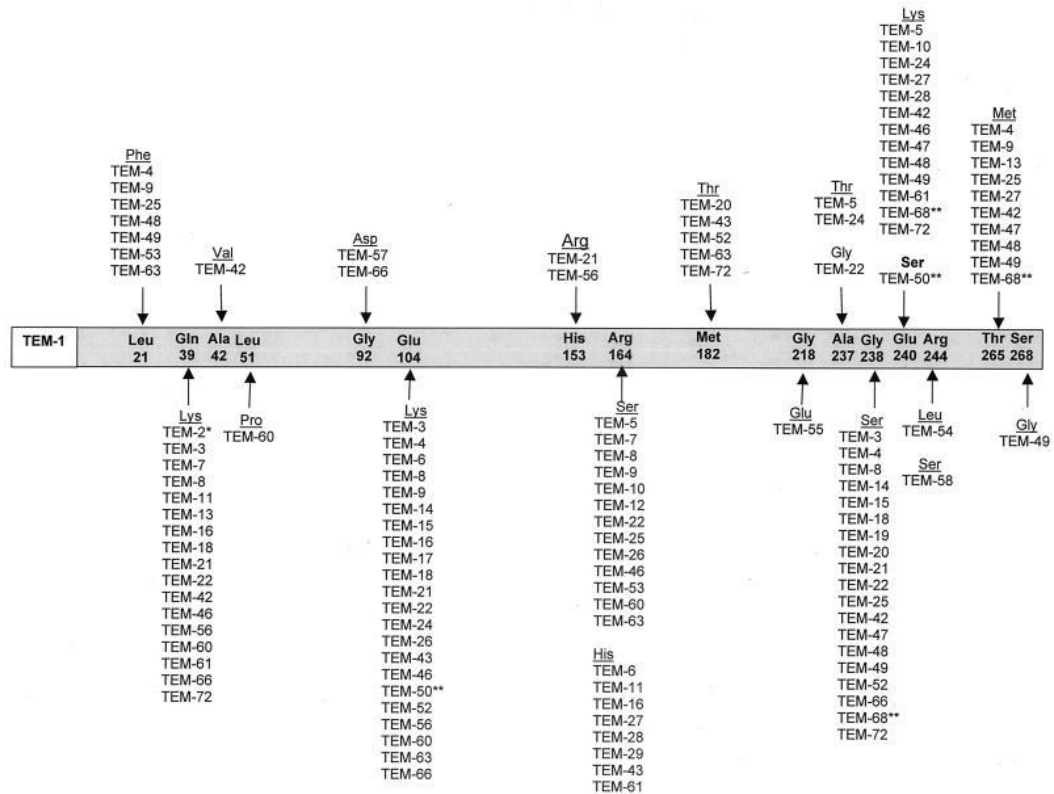 Phe
TEM-4
TEM-9
TEM-25
TEM-48
TEM-49
TEM-53
TEM-63
Val
TEM-42
Asp
TEM-57
TEM-66
Arg
TEM-21
TEM-56
Thr
TEM-20
TEM-43
TEM-52
TEM-63
TEM-72
Thr
TEM-5
TEM-24
Gly
TEM-22
Lys
TEM-5
TEM-10
TEM-24
TEM-27
TEM-28
TEM-42
TEM-46
TEM-47
TEM-48
TEM-49
TEM-61
TEM-68**
TEM-72
Ser
TEM-50**
Met
TEM-4
TEM-9
TEM-13
TEM-25
TEM-27
TEM-42
TEM-47
TEM-48
TEM-49
TEM-68**
TEM-1 Leu Gln Ala Leu Gly Glu His Arg Met Gly Ala Gly Glu Arg Thr Ser
21 39 42 51 92 104 153 164 182 218 237 238 240 244 265 268
Lys
TEM-2*
TEM-3
TEM-7
TEM-8
TEM-11
TEM-13
TEM-16
TEM-18
TEM-21
TEM-22
TEM-42
TEM-46
TEM-56
TEM-60
TEM-61
TEM-66
TEM-72
Pro
TEM-60
Lys
TEM-3
TEM-4
TEM-6
TEM-8
TEM-9
TEM-14
TEM-15
TEM-16
TEM-17
TEM-18
TEM-21
TEM-22
TEM-24
TEM-26
TEM-43
TEM-46
TEM-50**
TEM-52
TEM-56
TEM-60
TEM-63
TEM-66
Ser
TEM-5
TEM-7
TEM-8
TEM-9
TEM-10
TEM-12
TEM-22
TEM-25
TEM-26
TEM-46
TEM-53
TEM-60
TEM-63
His
TEM-6
TEM-11
TEM-16
TEM-27
TEM-28
TEM-29
TEM-43
TEM-61
Glu
TEM-55
Ser
TEM-3
TEM-4
TEM-8
TEM-14
TEM-15
TEM-18
TEM-19
TEM-20
TEM-21
TEM-22
TEM-25
TEM-42
TEM-47
TEM-48
TEM-49
TEM-52
TEM-66
TEM-68**
TEM-72
Leu
TEM-54
Ser
TEM-58
Gly
TEM-49